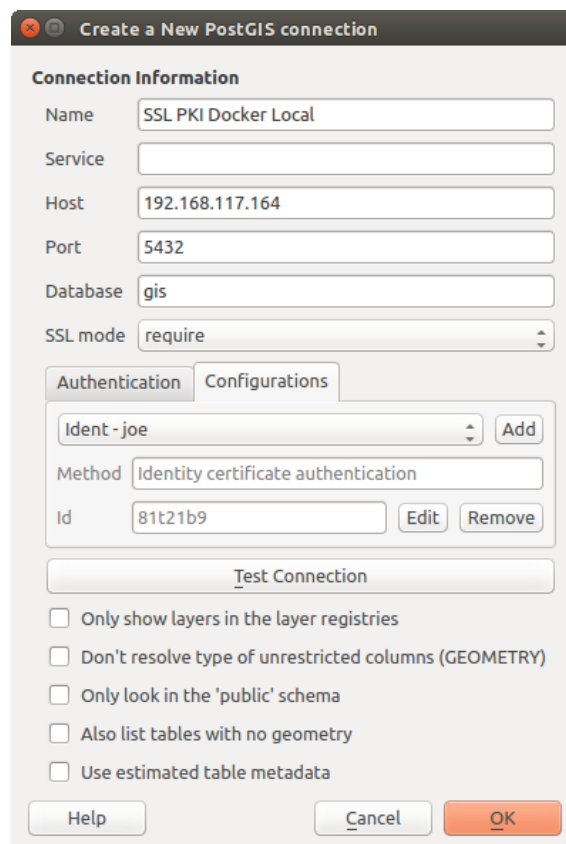 Create a New PostGIS connection
Connection Information
Name SSL PKI Docker Local
Service
Host 192.168.117.164
Port 5432
Database gis
SSL mode require
Authentication Configurations
Ident - joe Add
Method Identity certificate authentication
Id 81t21b9 Edit Remove
Test Connection
Only show layers in the layer registries
Don't resolve type of unrestricted columns (GEOMETRY)
Only look in the 'public' schema
Also list tables with no geometry
Use estimated table metadata
Help Cancel OK